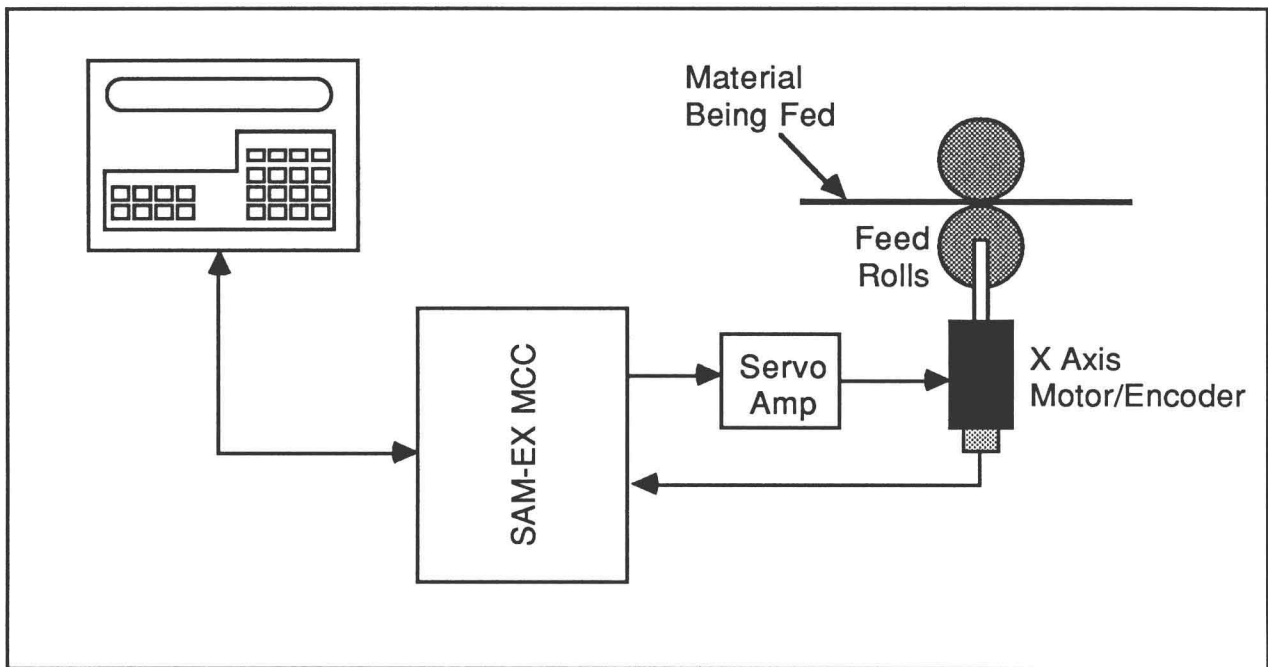 Material
Being Fed
Feed
Rolls
SAM-EX MCC
Servo
Amp
X Axis
Motor/Encoder